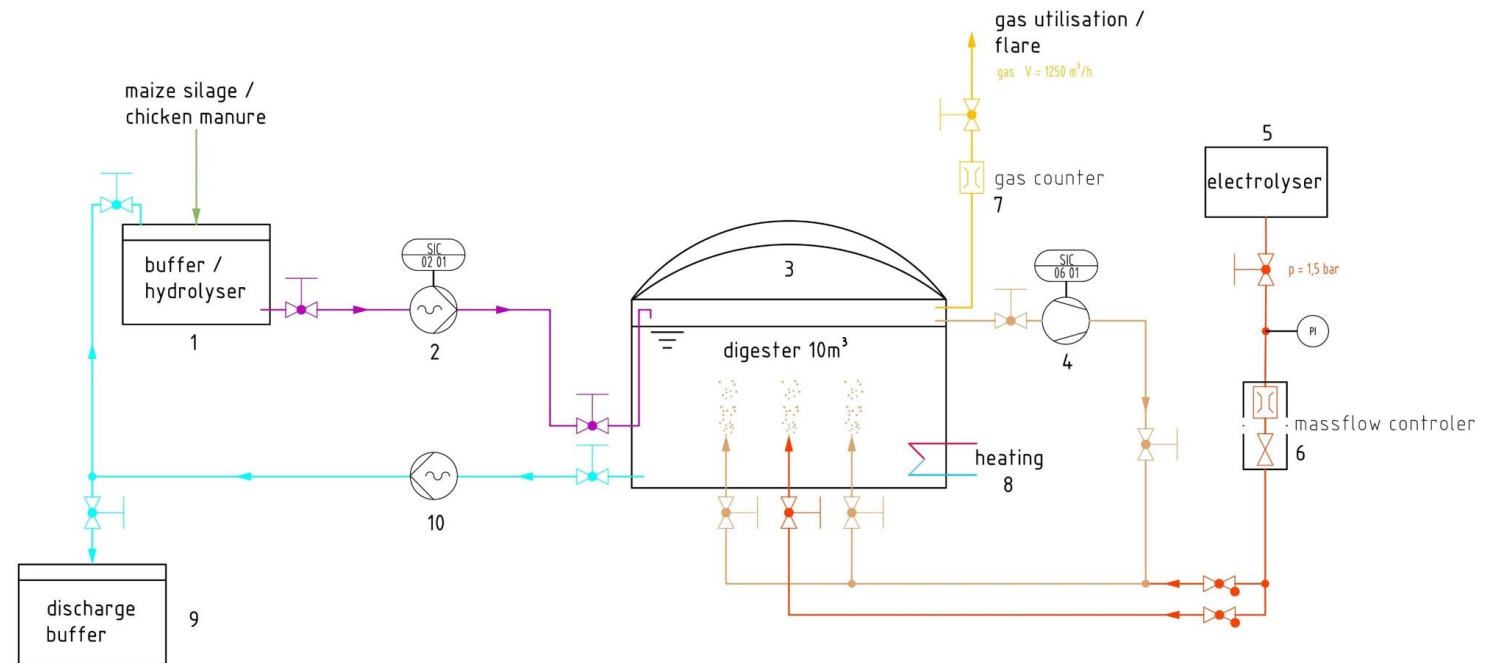 gas utilisation /
flare
gas V = 1250 m³/h
maize silage /
chicken manure
5
electrolyser
gas counter
7
SIC
02 01
SIC
06 01
buffer /
hydrolyser
3
p = 1,5 bar
PI
1
2
digester 10m³
4
massflow controler
6
heating
8
10
discharge
buffer
9